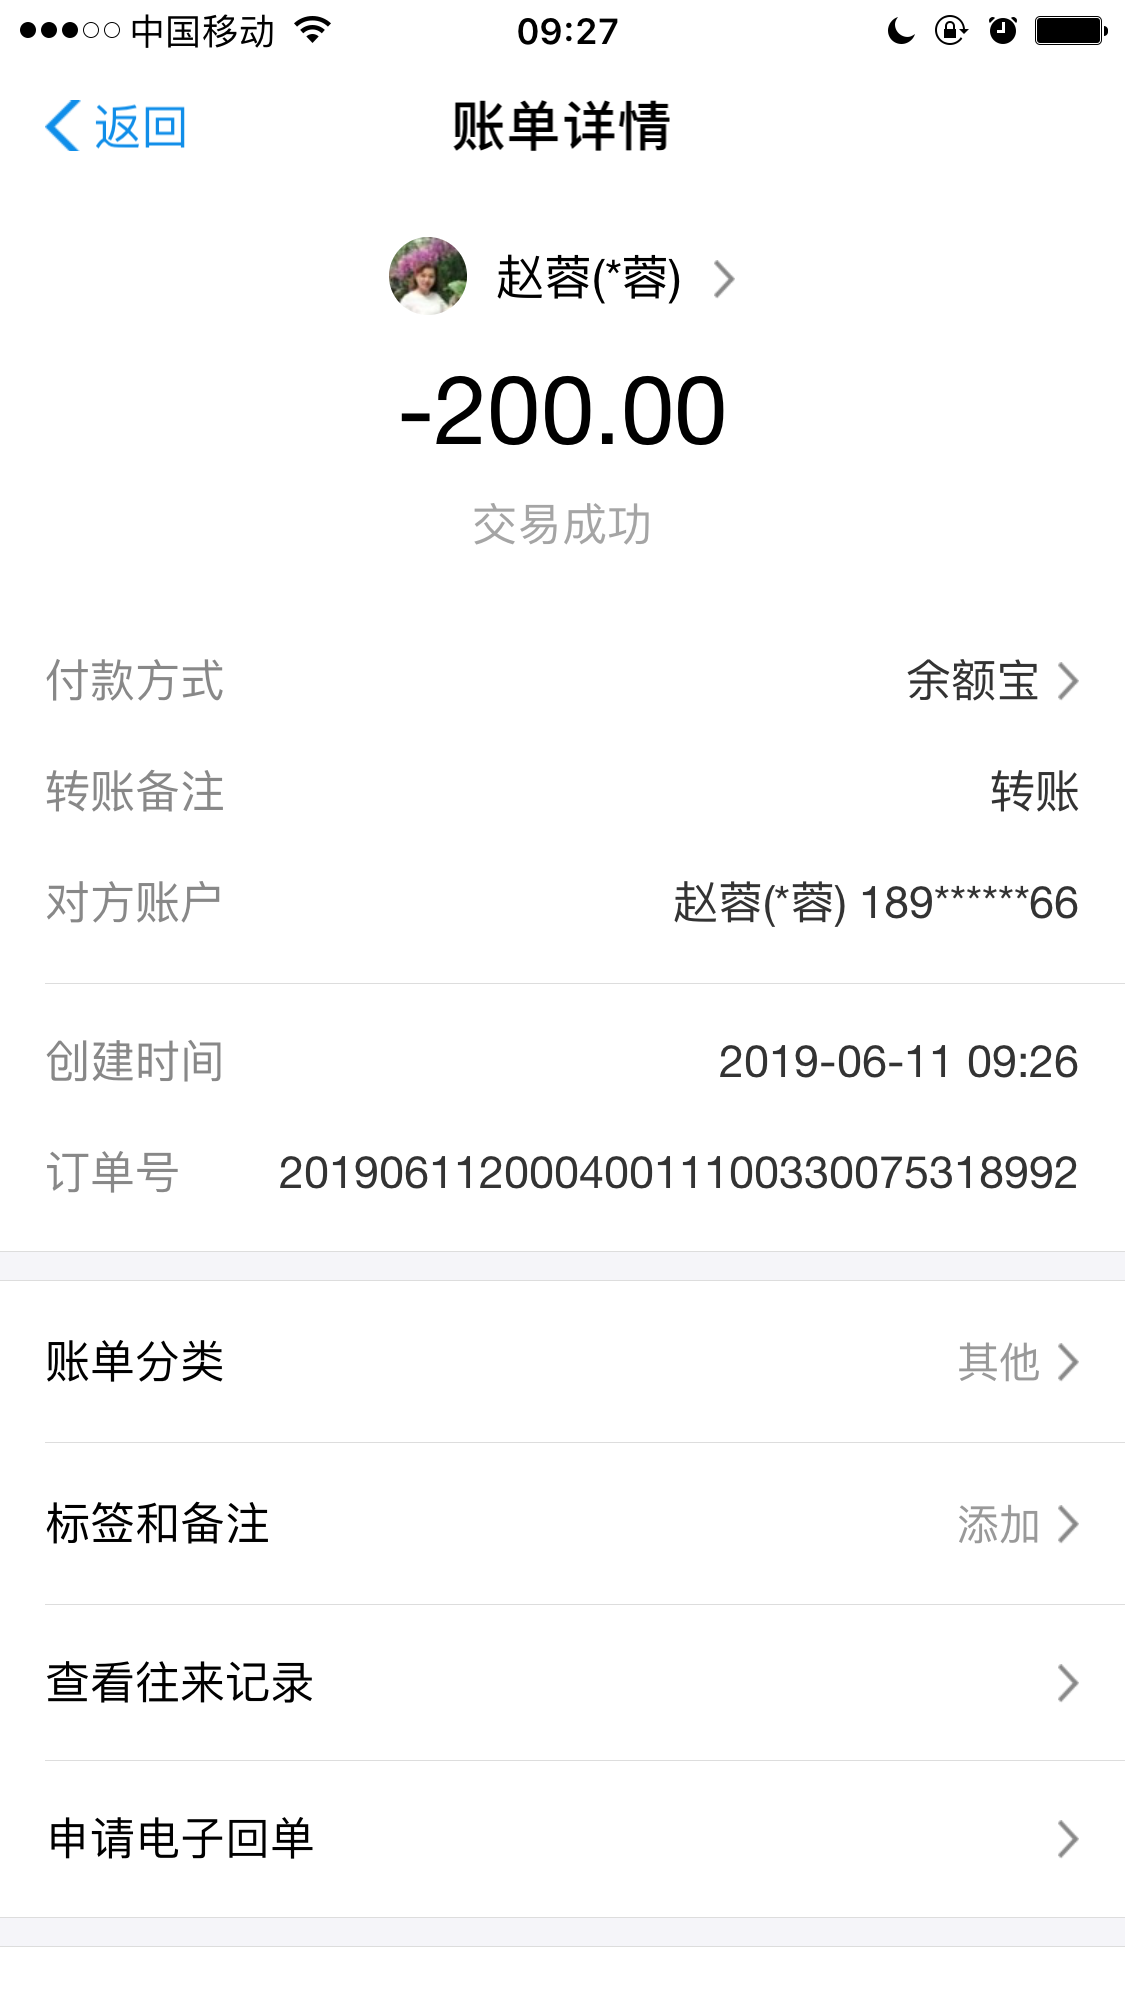 中国移动 09:27
返回 账单详情
赵蓉(*蓉)
-200.00
交易成功
付款方式 余额宝
转账备注 转账
对方账户 赵蓉(*蓉) 189******66
创建时间 2019-06-11 09:26
订单号 20190611200040011100330075318992
账单分类 其他
标签和备注 添加
查看往来记录
申请电子回单